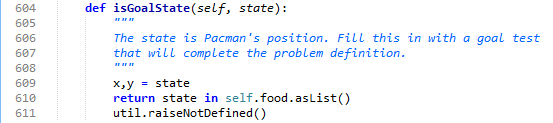 604 def isGoalState(self, state):
605 """
606 The state is Pacman's position. Fill this in with a goal test
607 that will complete the problem definition.
608 """
609 x,y = state
610 return state in self.food.asList()
611 util.raiseNotDefined()